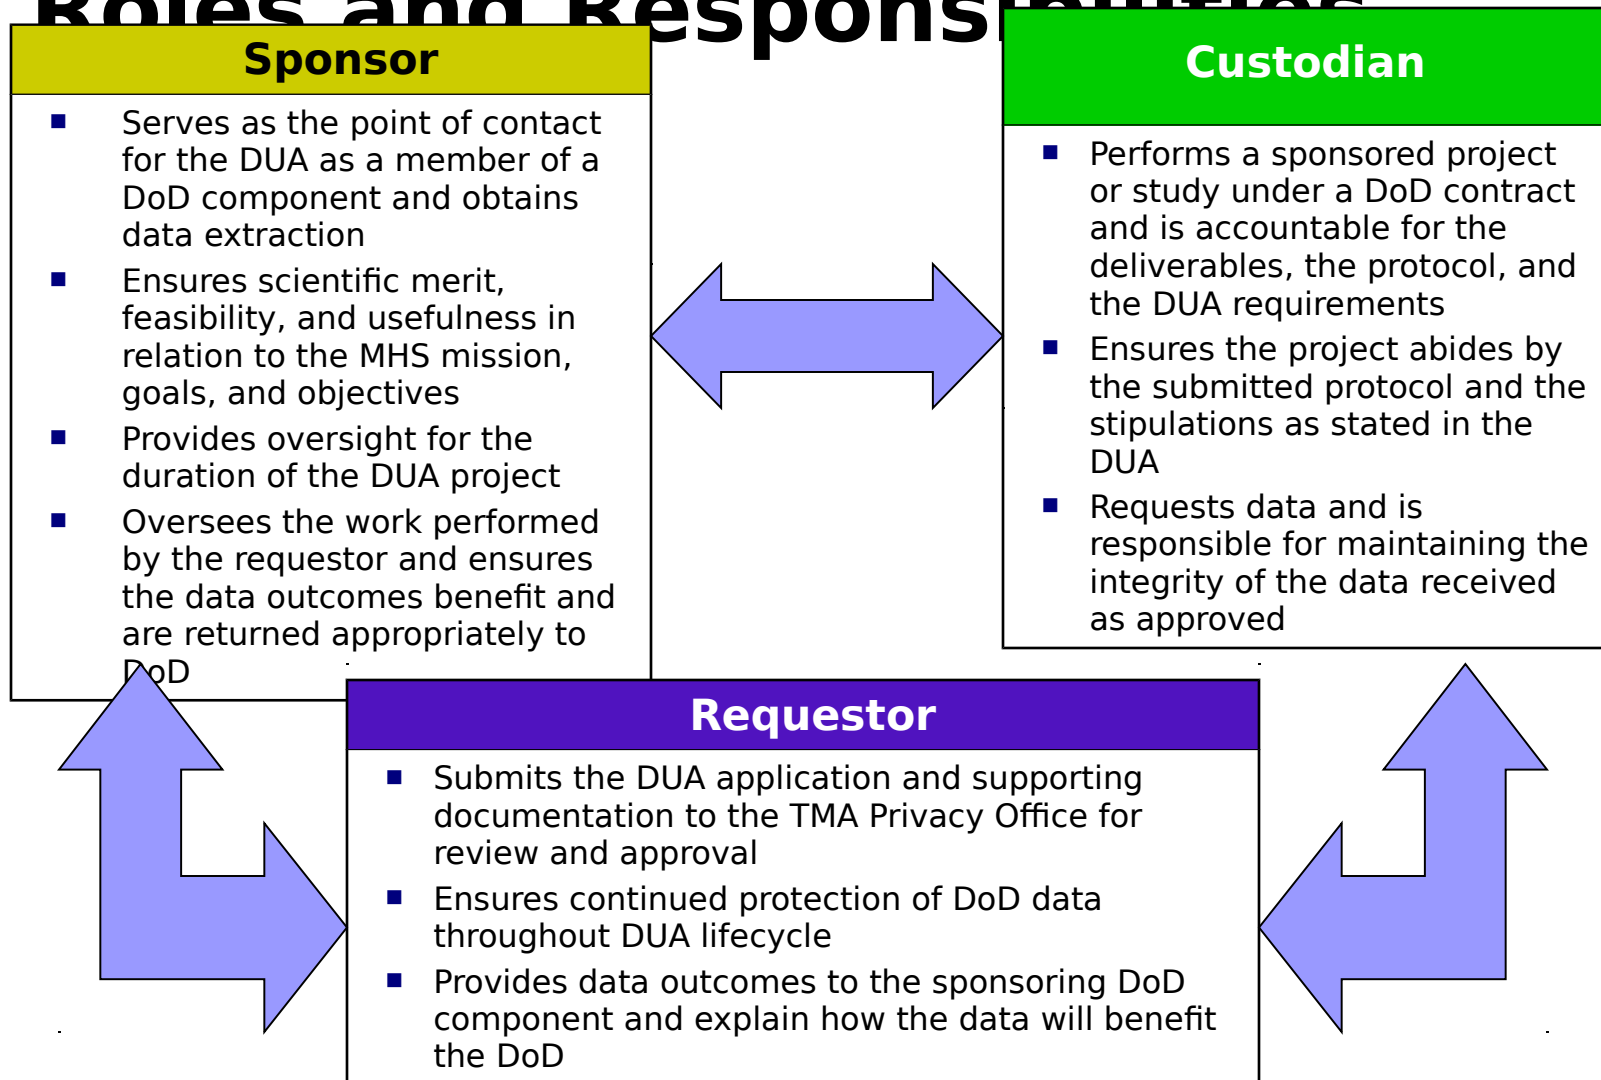 Roles and Responsibilities
Sponsor
Serves as the point of contact
for the DUA as a member of a
DoD component and obtains
data extraction
Ensures scientific merit,
feasibility, and usefulness in
relation to the MHS mission,
goals, and objectives
Provides oversight for the
duration of the DUA project
Oversees the work performed
by the requestor and ensures
the data outcomes benefit and
are returned appropriately to
DoD
Custodian
Performs a sponsored project
or study under a DoD contract
and is accountable for the
deliverables, the protocol, and
the DUA requirements
Ensures the project abides by
the submitted protocol and the
stipulations as stated in the
DUA
Requests data and is
responsible for maintaining the
integrity of the data received
as approved
Requestor
Submits the DUA application and supporting
documentation to the TMA Privacy Office for
review and approval
Ensures continued protection of DoD data
throughout DUA lifecycle
Provides data outcomes to the sponsoring DoD
component and explain how the data will benefit
the DoD